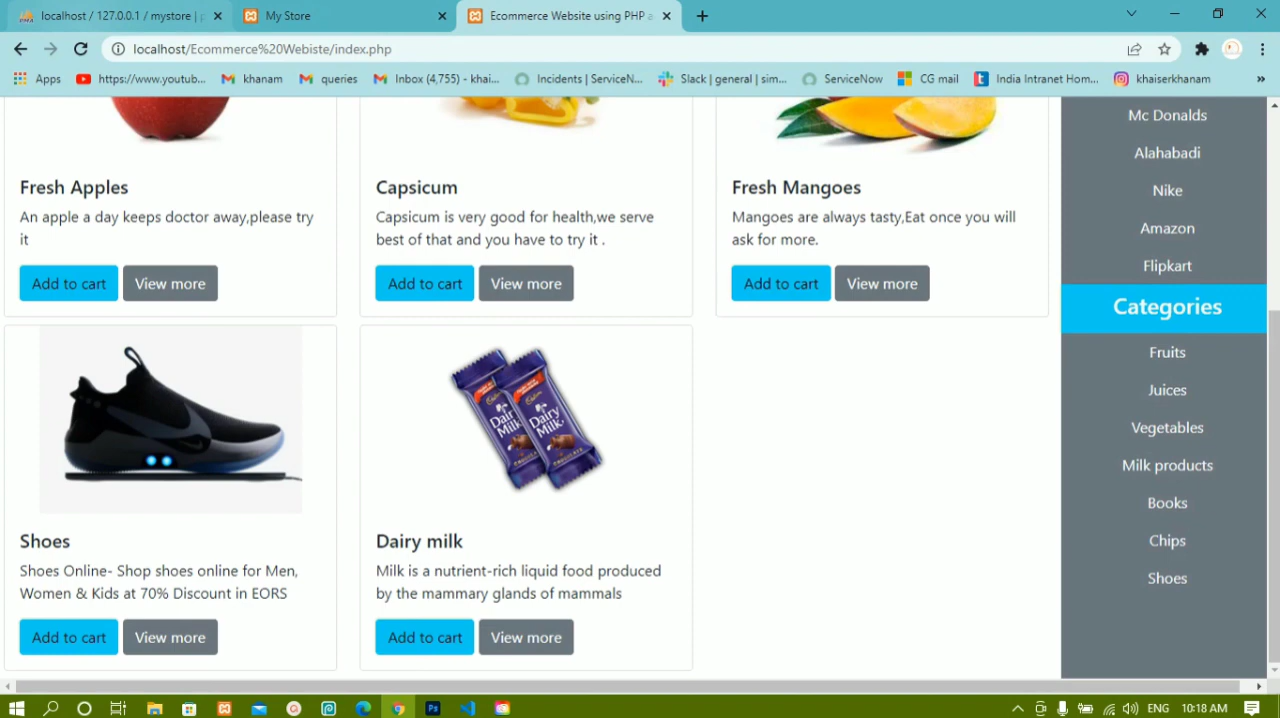 localhost / 127.0.0.1 / mystore | p
My Store
Ecommerce Website using PHP a
localhost/Ecommerce%20Webiste/index.php
Apps
https://www.youtub...
khanam
queries
Inbox (4,755) - khai...
Incidents | ServiceN...
Slack | general | sim...
ServiceNow
CG mail
India Intranet Hom...
khaiserkhanam
»
Fresh Apples
An apple a day keeps doctor away,please try
it
Add to cart
View more
Capsicum
Capsicum is very good for health,we serve
best of that and you have to try it .
Add to cart
View more
Fresh Mangoes
Mangoes are always tasty,Eat once you will
ask for more.
Add to cart
View more
Shoes
Shoes Online- Shop shoes online for Men,
Women & Kids at 70% Discount in EORS
Add to cart
View more
Dairy
Milk
Dairy
Milk
Dairy milk
Milk is a nutrient-rich liquid food produced
by the mammary glands of mammals
Add to cart
View more
Mc Donalds
Alahabadi
Nike
Amazon
Flipkart
Categories
Fruits
Juices
Vegetables
Milk products
Books
Chips
Shoes
Ps
ENG
10:18 AM